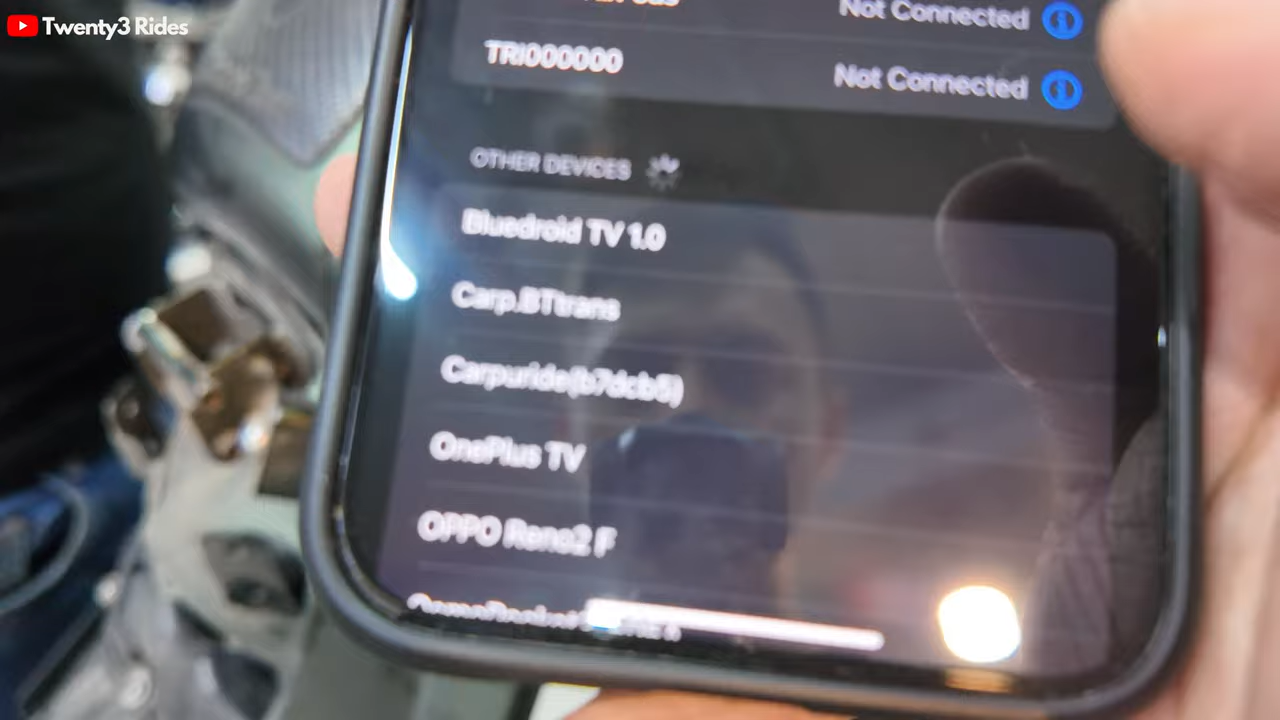 Twenty3 Rides
Not Connected
TRI000000
Not Connected
OTHER DEVICES
Bluedroid TV 1.0
Carp.BTtrans
Carpuride(b7dcb5)
OnePlus TV
OPPO Reno2 F